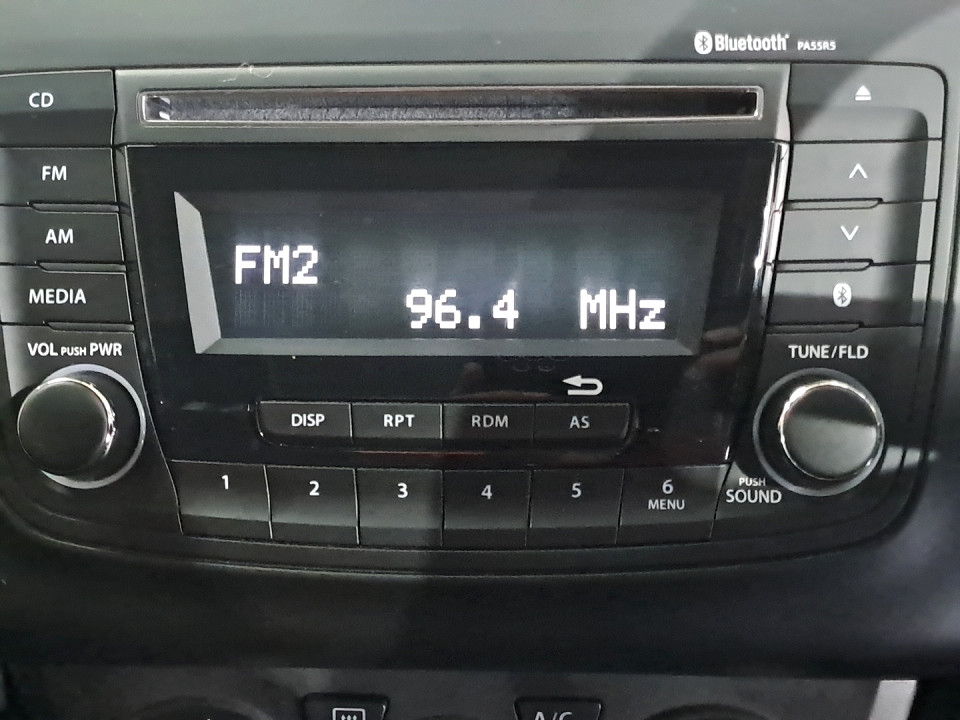 Bluetooth PA55R5
CD
FM
AM
MEDIA
VOL PUSH PWR
FM2
96.4 MHz
TUNE/FLD
DISP RPT RDM AS
1 2 3 4 5 6
MENU
PUSH
SOUND
A/C